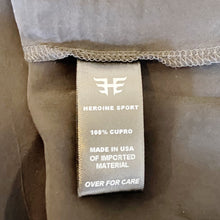 HEROINE SPORT
100% CUPRO
MADE IN USA
OF IMPORTED
MATERIAL
OVER FOR CARE